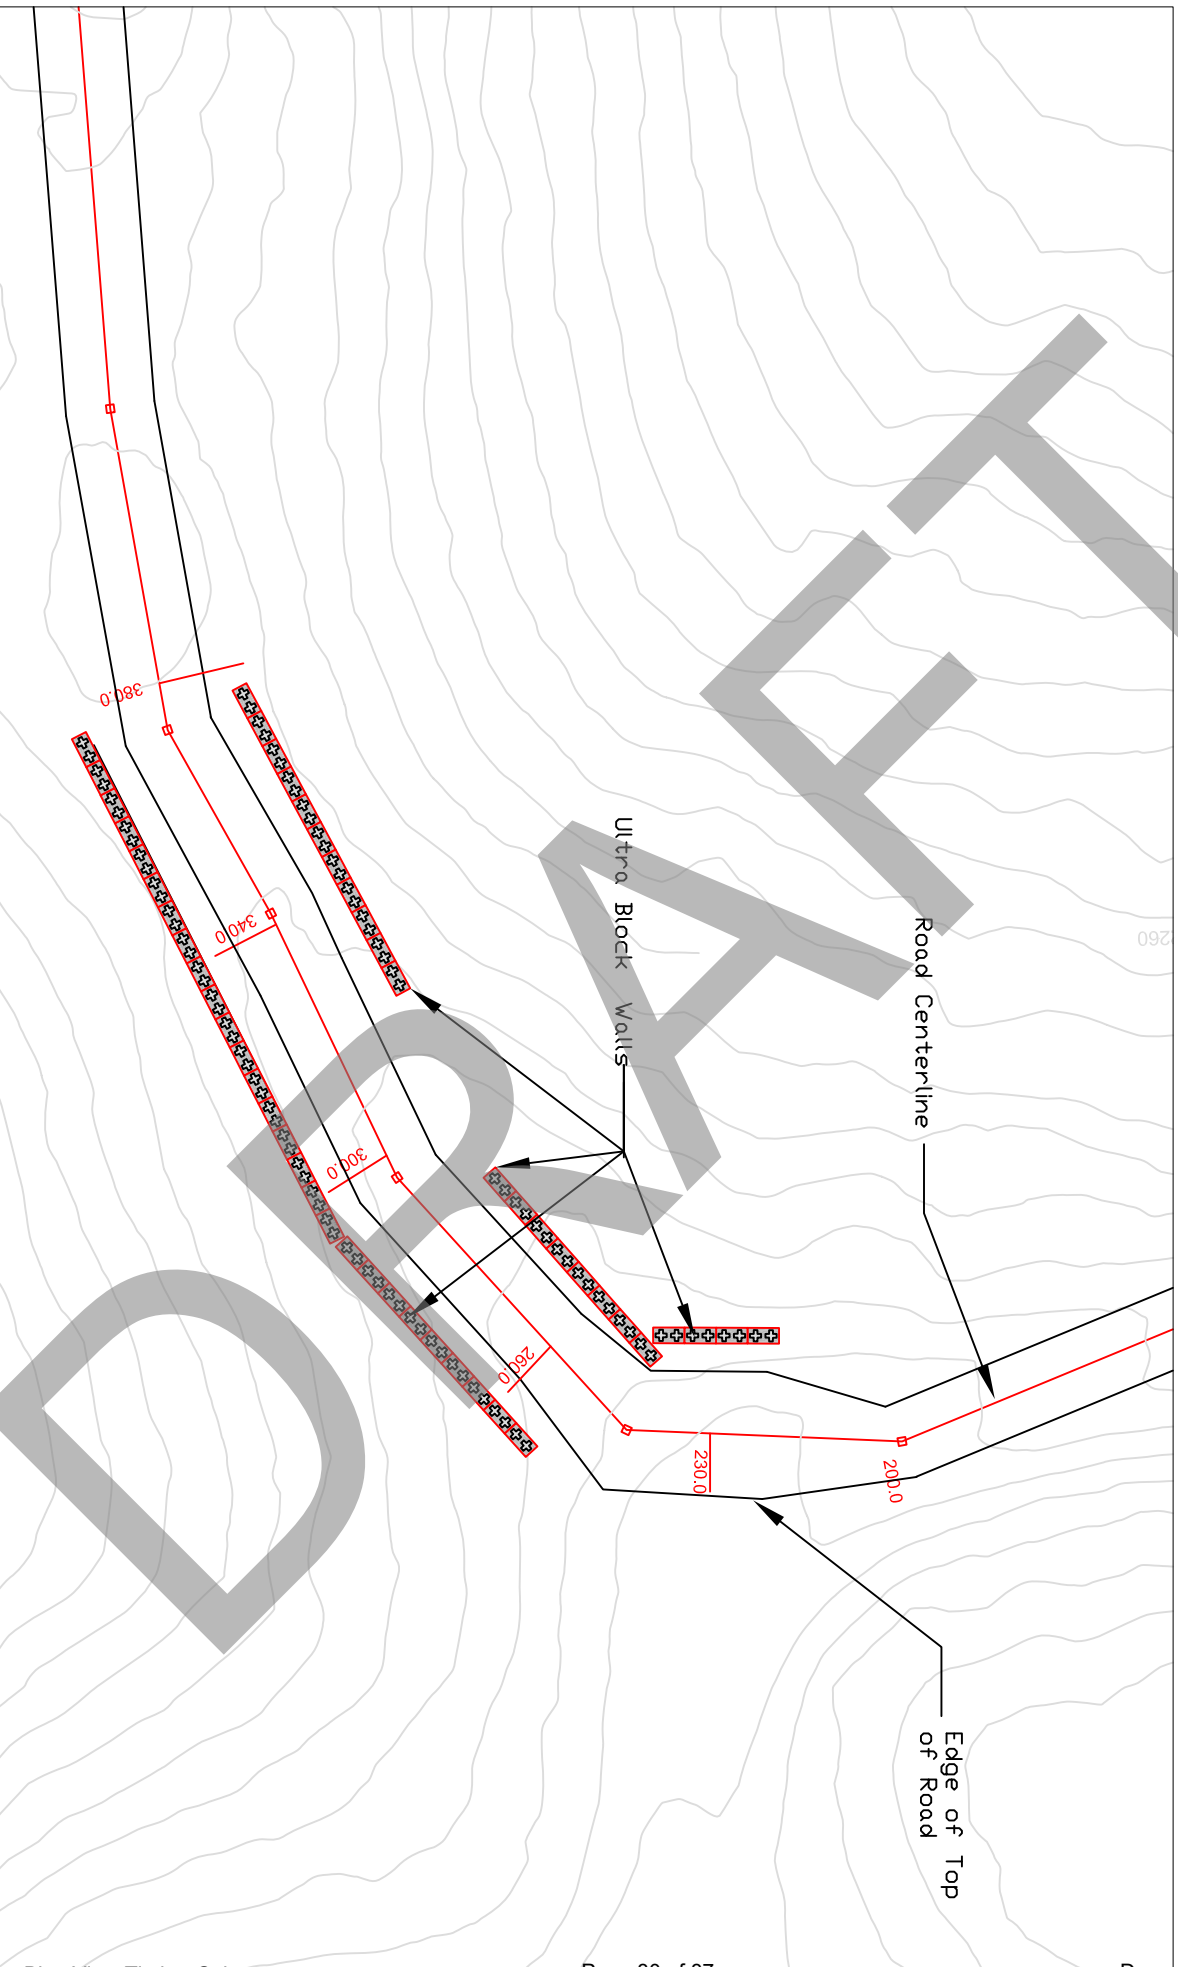 Ultra Block Walls
Road Centerline
Edge of Top
of Road
380.0
340.0
300.0
260.0
230.0
200.0
DRAFT